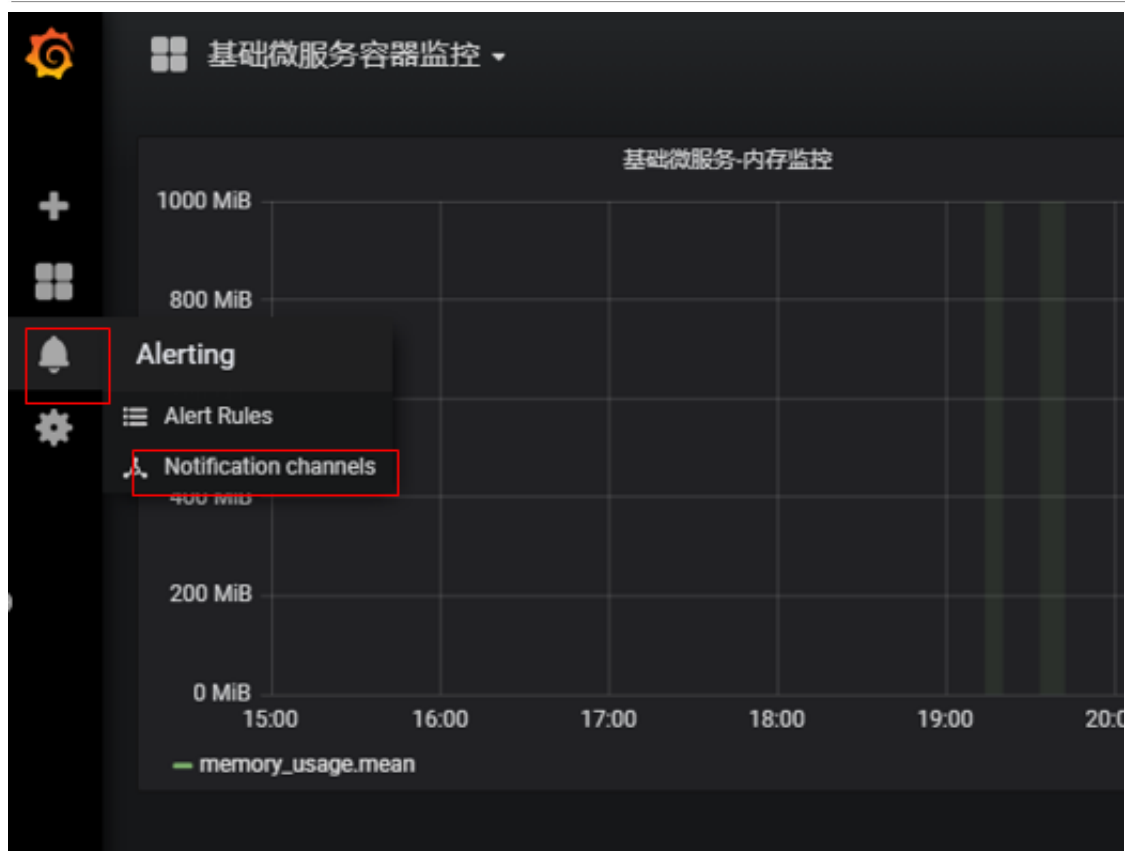 基础微服务容器监控
基础微服务-内存监控
1000 MiB
800 MiB
Alerting
Alert Rules
Notification channels
400 MiB
200 MiB
0 MiB
15:00 16:00 17:00 18:00 19:00
memory_usage.mean